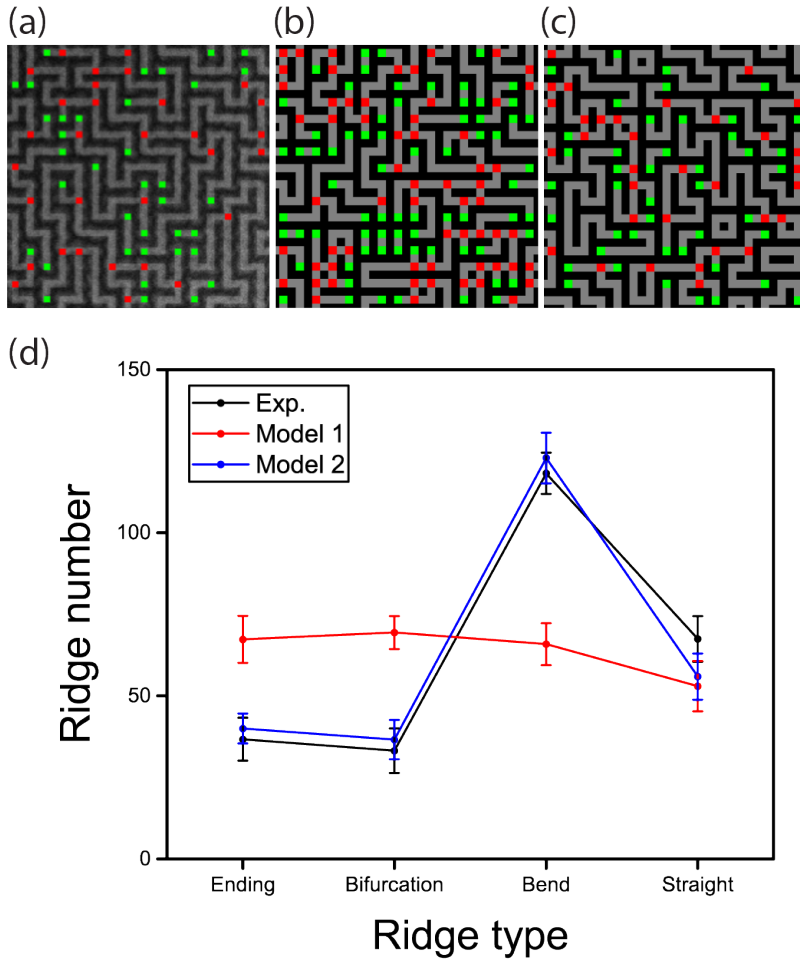 (a)
(b)
(c)
(d)
150
100
50
0
Exp.
Model 1
Model 2
Ridge number
Ending
Bifurcation
Bend
Straight
Ridge type